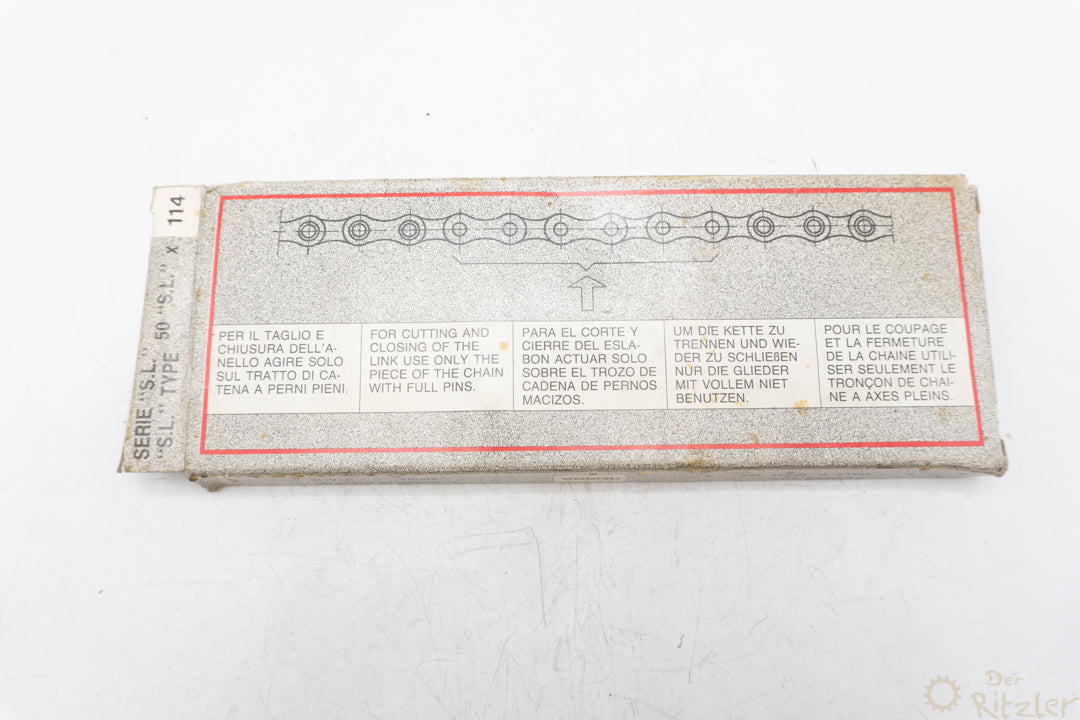 SERIE "S.L."
"S.L." TYPE 50 "S.L." x 114
PER IL TAGLIO E
CHIUSURA DELL'A-
NELLO AGIRE SOLO
SUL TRATTO DI CA-
TENA A PERNI PIENI.
FOR CUTTING AND
CLOSING OF THE
LINK USE ONLY THE
PIECE OF THE CHAIN
WITH FULL PINS.
PARA EL CORTE Y
CIERRE DEL ESLA-
BON ACTUAR SOLO
SOBRE EL TROZO DE
CADENA DE PERNOS
MACIZOS.
UM DIE KETTE ZU
TRENNEN UND WIE-
DER ZU SCHLIEßEN
NUR DIE GLIEDER
MIT VOLLEM NIET
BENUTZEN.
POUR LE COUPAGE
ET LA FERMETURE
DE LA CHAINE UTILI-
SER SEULEMENT LE
TRONÇON DE CHAI-
NE A AXES PLEINS.
Der
Ritzler